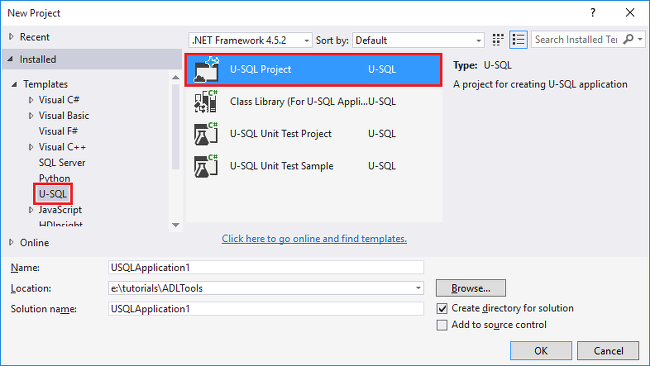 New Project
Recent
Installed
Templates
Visual C#
Visual Basic
Visual F#
Visual C++
SQL Server
Python
U-SQL
JavaScript
HDInsight
Online
.NET Framework 4.5.2 Sort by: Default
Search Installed Te
U-SQL Project U-SQL
C# Class Library (For U-SQL Appli... U-SQL
C# U-SQL Unit Test Project U-SQL
C# U-SQL Unit Test Sample U-SQL
Type: U-SQL
A project for creating U-SQL application
Click here to go online and find templates.
Name: USQLApplication1
Location: e:\tutorials\ADLTools Browse...
Solution name: USQLApplication1
Create directory for solution
Add to source control
OK Cancel